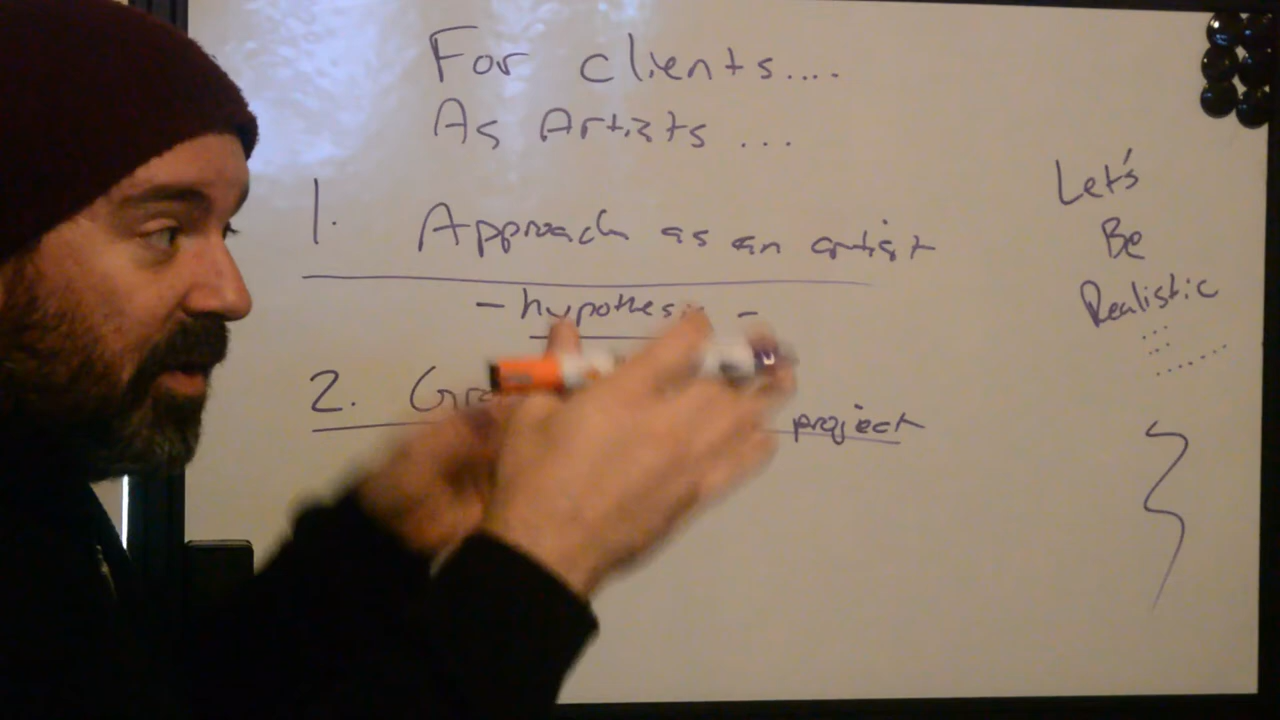 For clients....
As Artists ...
1. Approach as an artist
- hypothesis -
2. project
Let's
Be
Realistic